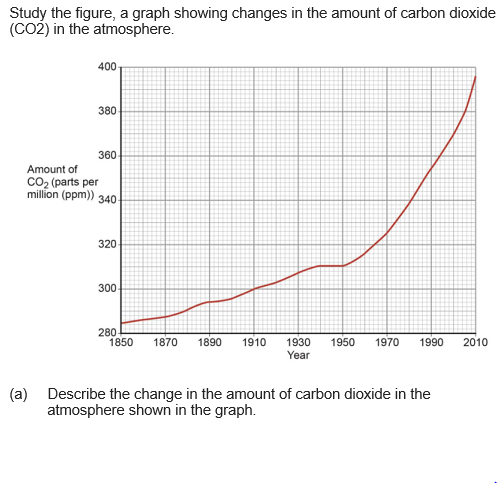 Study the figure, a graph showing changes in the amount of carbon dioxide
(CO2) in the atmosphere.
400
380
360
Amount of
CO₂ (parts per
million (ppm))
340
320
300
280
1850 1870 1890 1910 1930 1950 1970 1990 2010
Year
(a) Describe the change in the amount of carbon dioxide in the
atmosphere shown in the graph.